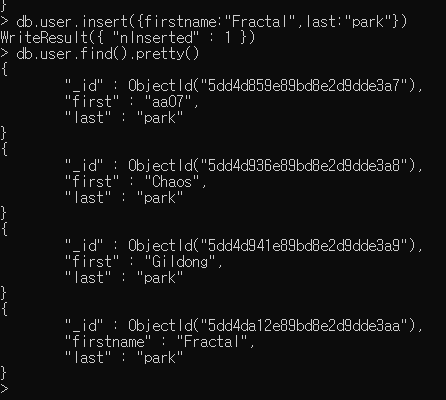 }
> db.user.insert({firstname:"Fractal",last:"park"})
WriteResult({ "nInserted" : 1 })
> db.user.find().pretty()
{
"_id" : ObjectId("5dd4d859e89bd8e2d9dde3a7"),
"first" : "aa07",
"last" : "park"
}
{
"_id" : ObjectId("5dd4d936e89bd8e2d9dde3a8"),
"first" : "Chaos",
"last" : "park"
}
{
"_id" : ObjectId("5dd4d941e89bd8e2d9dde3a9"),
"first" : "Gildong",
"last" : "park"
}
{
"_id" : ObjectId("5dd4da12e89bd8e2d9dde3aa"),
"firstname" : "Fractal",
"last" : "park"
}
>